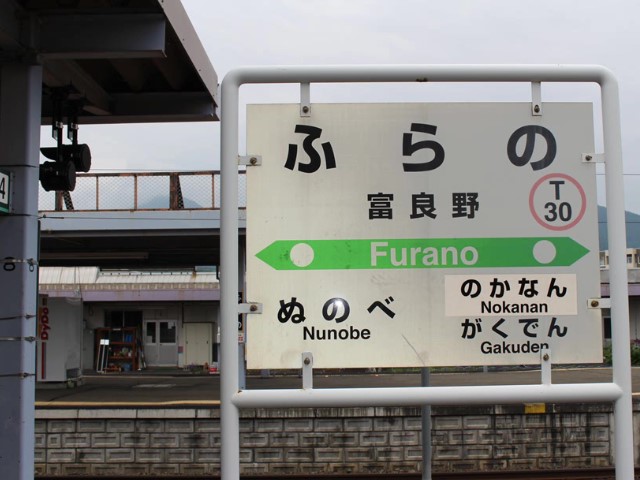 ふらの
富良野
T
30
Furano
ぬのべ
Nunobe
のかなん
Nokanan
がくでん
Gakuden
4